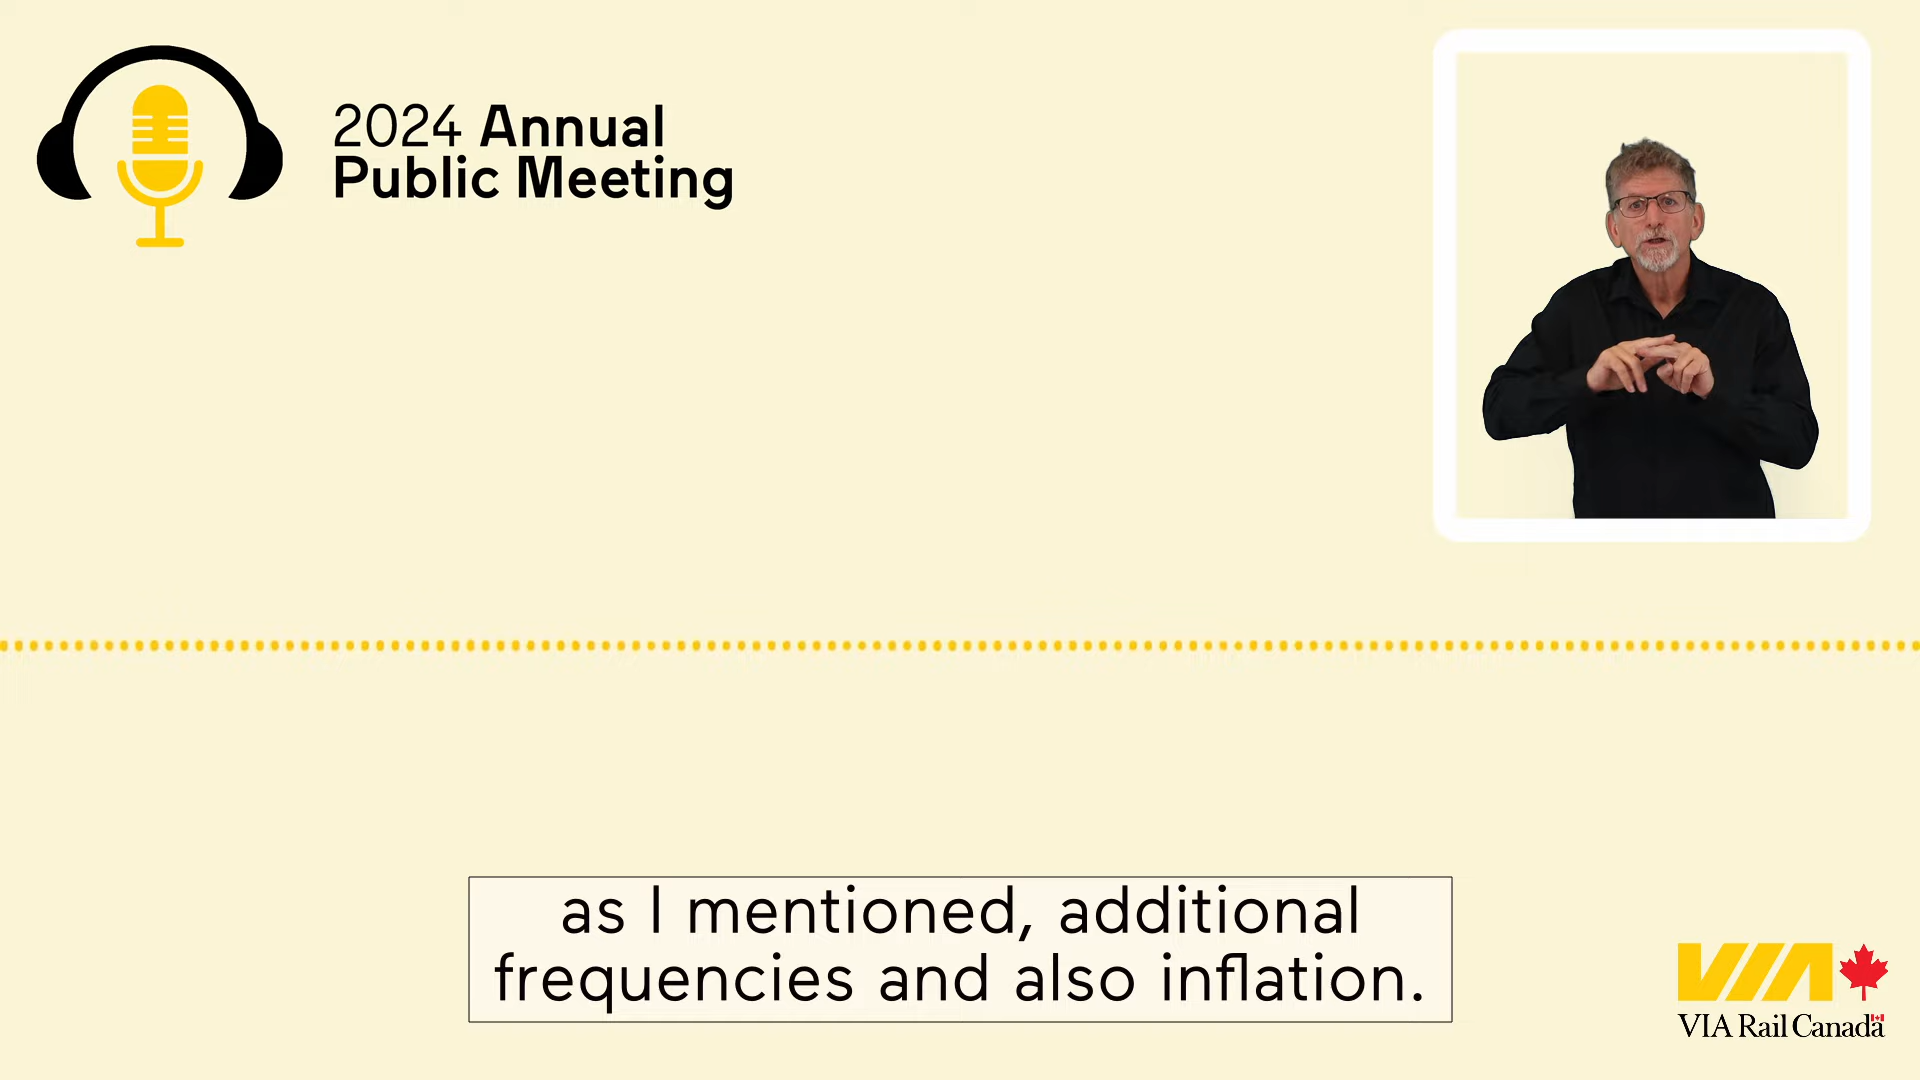 2024 Annual
Public Meeting
as I mentioned, additional
frequencies and also inflation.
VIA
VIA Rail Canada